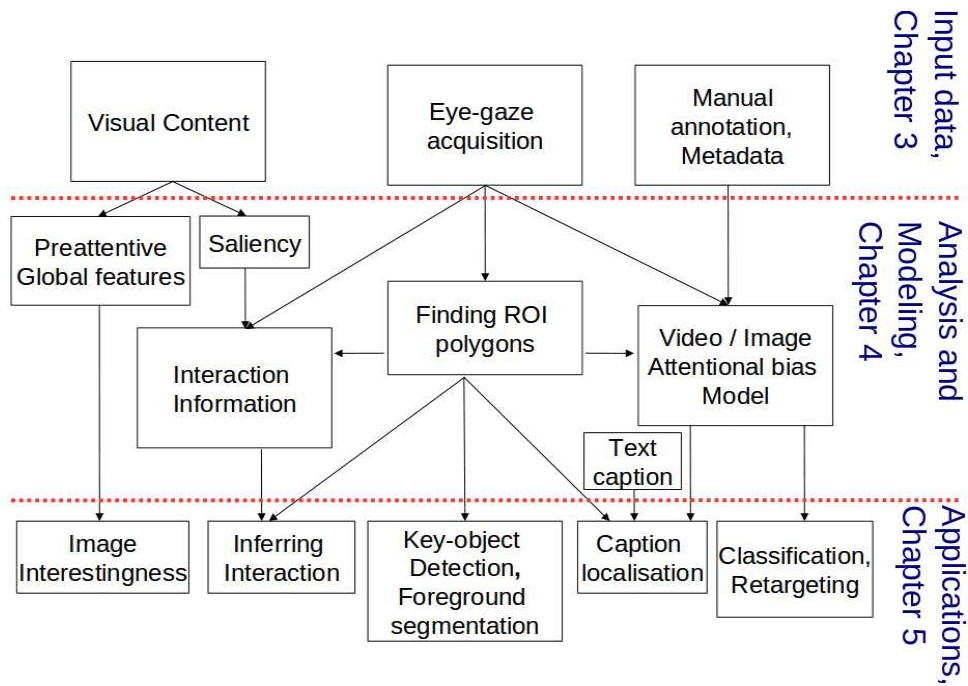 Input data,
Chapter 3
Visual Content
Eye-gaze
acquisition
Manual
annotation,
Metadata
Analysis and
Modeling,
Chapter 4
Preattentive
Global features
Saliency
Finding ROI
polygons
Video / Image
Attentional bias
Model
Interaction
Information
Text
caption
Applications,
Chapter 5
Image
Interestingness
Inferring
Interaction
Key-object
Detection,
Foreground
segmentation
Caption
localisation
Classification,
Retargeting